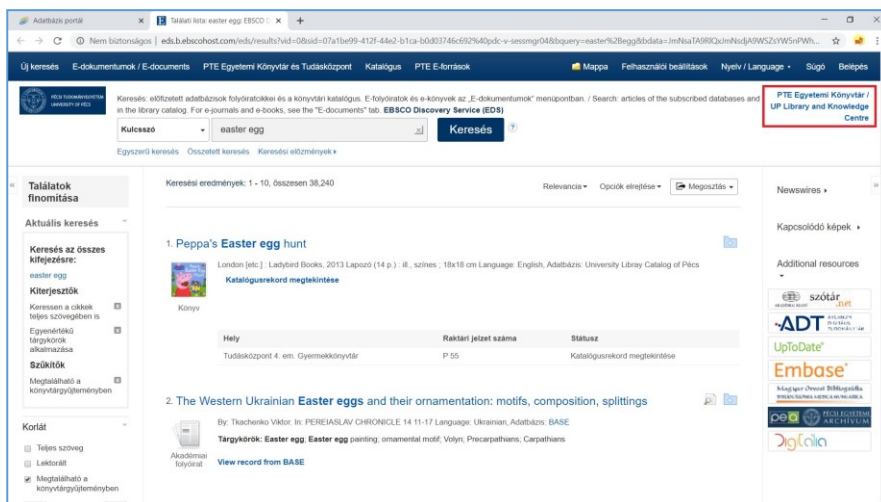 Adatbázis portál
Találati lista: easter egg: EBSCO D
Nem biztonságos | eds.b.ebscohost.com/eds/results?vid=0&sid=07a1be99-412f-44e2-b1ca-b0d03746c692%40pdc-v-sessmgr04&bquery=easter%2Begg&bdata=
Új keresés E-dokumentumok / E-documents PTE Egyetemi Könyvtár és Tudásközpont Katalógus PTE E-források Mappa Felhasználói beállítások Nyelv / Language Súgó Belépés
PÉCSI TUDOMÁNYEGYETEM
UNIVERSITY OF PÉCS
Keresés: előfizetett adatbázisok folyóiratcikkei és a könyvtári katalógus. E-folyóiratok és e-könyvek az „E-dokumentumok" menüpontban. / Search: articles of the subscribed databases and
in the library catalog. For e-journals and e-books, see the "E-documents" tab. EBSCO Discovery Service (EDS)
PTE Egyetemi Könyvtár /
UP Library and Knowledge
Centre
Kulcsszó easter egg Keresés
Egyszerű keresés Összetett keresés Keresési előzmények
Találatok
finomítása
Aktuális keresés
Keresés az összes
kifejezésre:
easter egg
Kiterjesztők
Keressen a cikkek
teljes szövegében is
Egyenértékű
tárgykörök
alkalmazása
Szűkítők
Megtalálható a
könyvtárgyűjteményben
Korlát
Teljes szöveg
Lektorált
Megtalálható a
könyvtárgyűjteményben
Keresési eredmények: 1 - 10, összesen 38,240
Relevancia Opciók elrejtése Megosztás
1. Peppa's Easter egg hunt
London [etc.] : Ladybird Books, 2013 Lapozó (14 p.) : ill., színes ; 18x18 cm Language: English, Adatbázis: University Libray Catalog of Pécs
Katalógusrekord megtekintése
Könyv
Hely Raktári jelzet száma Státusz
Tudásközpont 4. em. Gyermekkönyvtár P 55 Katalógusrekord megtekintése
2. The Western Ukrainian Easter eggs and their ornamentation: motifs, composition, splittings
By: Tkachenko Viktor. In: PEREIASLAV CHRONICLE 14 11-17 Language: Ukrainian, Adatbázis: BASE
Tárgykörök: Easter egg; Easter egg painting; ornamental motif; Volyn; Precarpathians; Carpathians
Akadémiai
folyóirat
View record from BASE
Newswires
Kapcsolódó képek
Additional resources
szótár
.net
ADT
UpToDate
Embase
Magyar Orvosi Bibliográfia
pea PÉCSI EGYETEMI
ARCHÍVUM
Digitalia